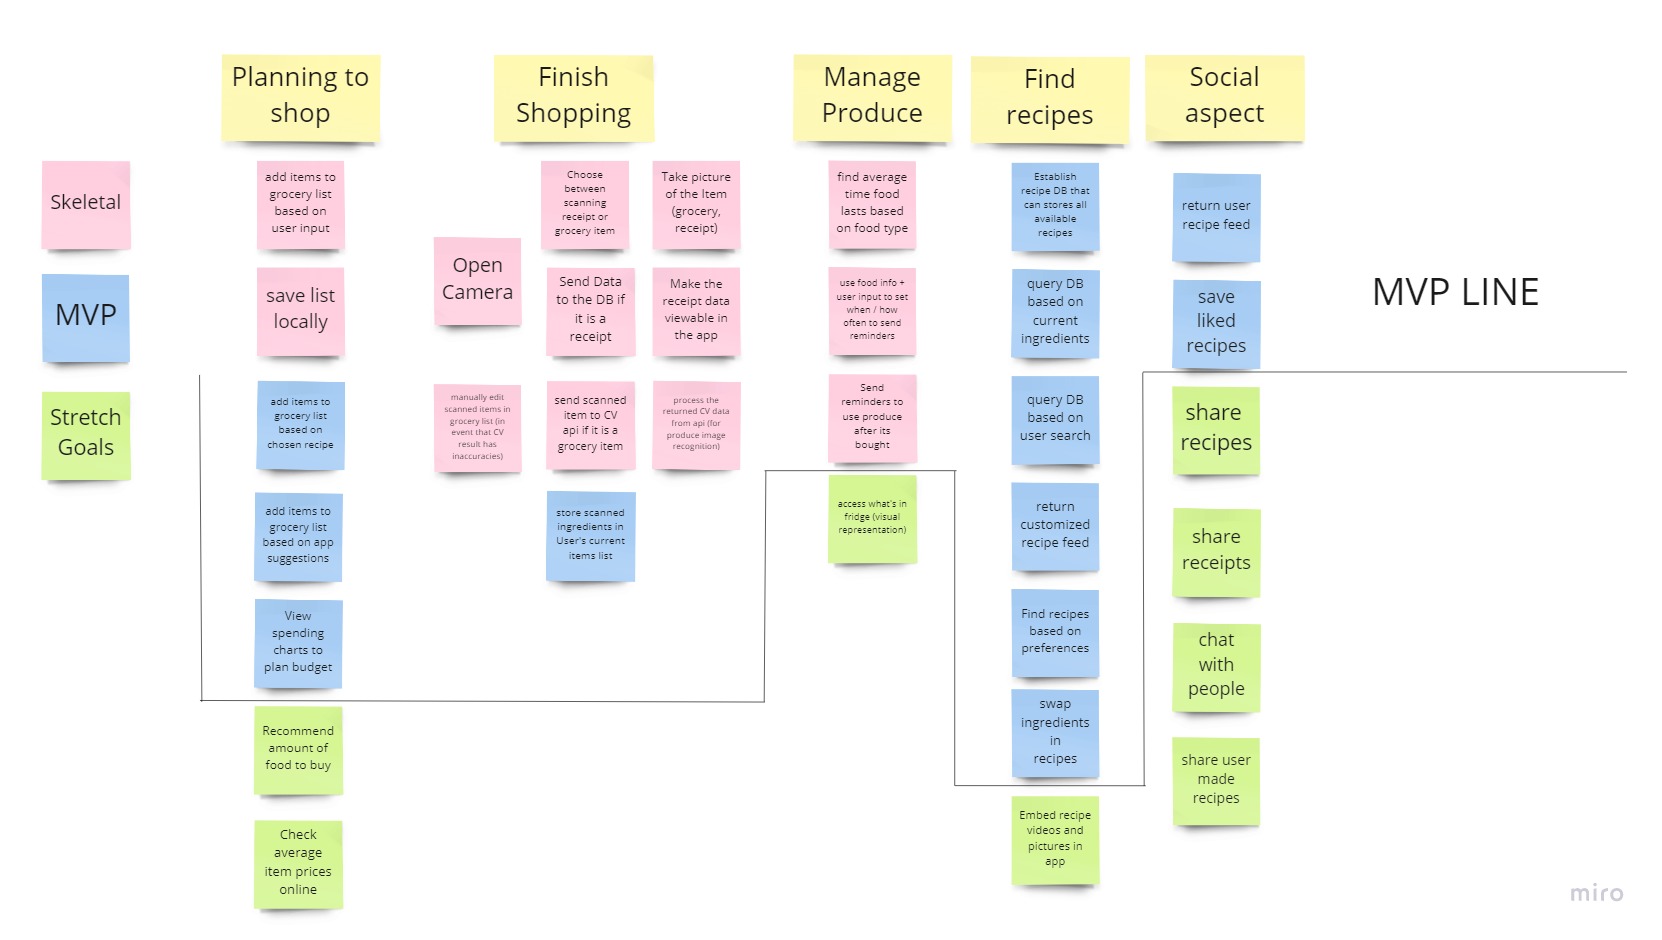 Planning to
shop
Finish
Shopping
Manage
Produce
Find
recipes
Social
aspect
Skeletal
MVP
Stretch
Goals
add items to
grocery list
based on
user input
save list
locally
add items to
grocery list
based on
chosen recipe
add items to
grocery list
based on app
suggestions
View
spending
charts to
plan budget
Recommend
amount of
food to buy
Check
average
item prices
online
Open
Camera
manually edit
scanned items in
grocery list (in
event that CV
result has
inaccuracies)
Choose
between
scanning
receipt or
grocery item
Send Data
to the DB if
it is a
receipt
send scanned
item to CV
api if it is a
grocery item
store scanned
ingredients in
User's current
items list
Take picture
of the Item
(grocery,
receipt)
Make the
receipt data
viewable in
the app
process the
returned CV data
from api (for
produce image
recognition)
find average
time food
lasts based
on food type
use food info +
user input to set
when / how
often to send
reminders
Send
reminders to
use produce
after its
bought
access what's in
fridge (visual
representation)
Establish
recipe DB that
can stores all
available
recipes
query DB
based on
current
ingredients
query DB
based on
user search
return
customized
recipe feed
Find recipes
based on
preferences
swap
ingredients
in
recipes
Embed recipe
videos and
pictures in
app
return user
recipe feed
save
liked
recipes
share
recipes
share
receipts
chat
with
people
share user
made
recipes
MVP LINE
miro